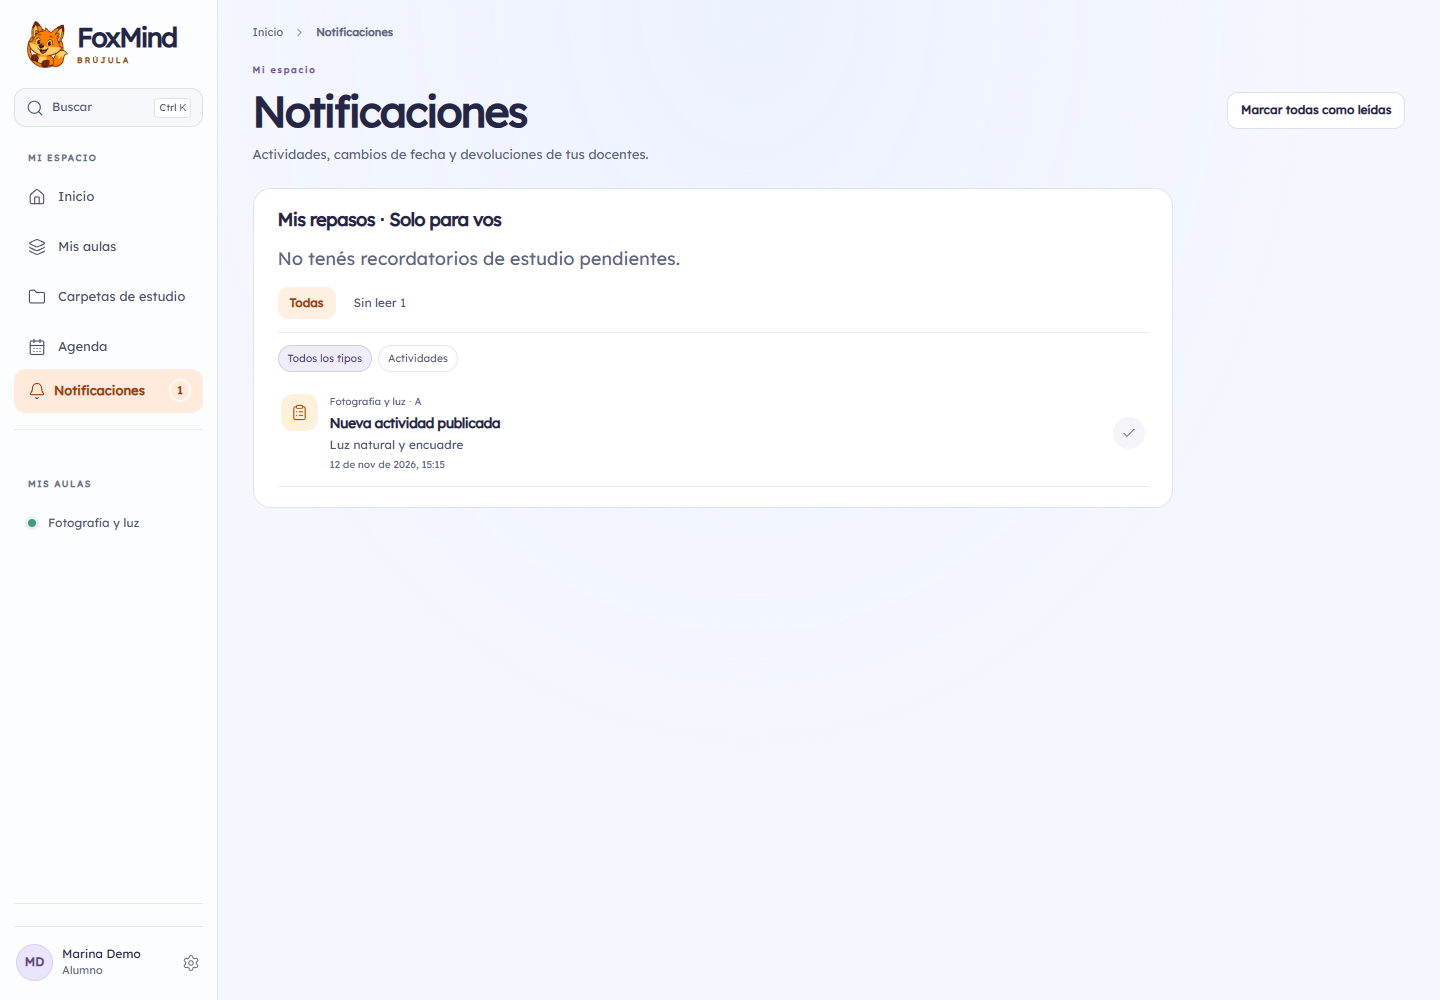 FoxMind
BRÚJULA
Buscar
Ctrl K
MI ESPACIO
Inicio
Mis aulas
Carpetas de estudio
Agenda
Notificaciones 1
MIS AULAS
Fotografía y luz
MD
Marina Demo
Alumno
Inicio > Notificaciones
Mi espacio
Notificaciones
Marcar todas como leídas
Actividades, cambios de fecha y devoluciones de tus docentes.
Mis repasos · Solo para vos
No tenés recordatorios de estudio pendientes.
Todas Sin leer 1
Todos los tipos Actividades
Fotografía y luz · A
Nueva actividad publicada
Luz natural y encuadre
12 de nov de 2026, 15:15